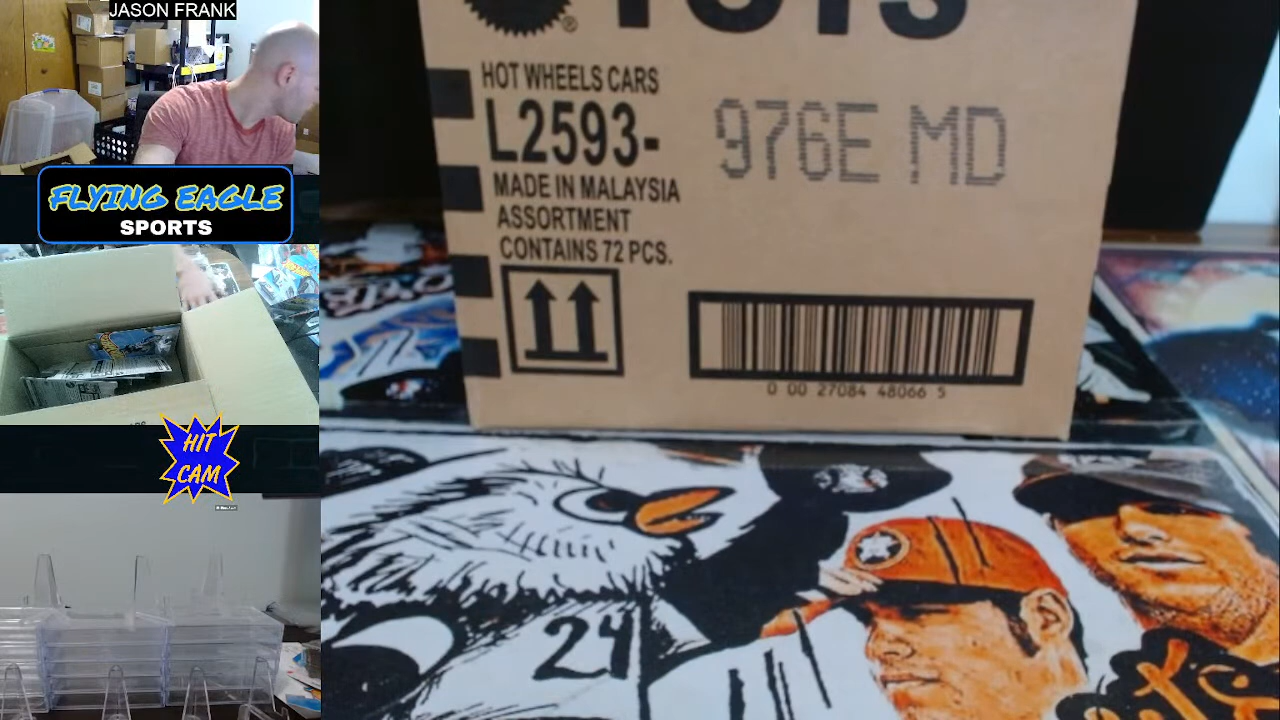 JASON FRANK
FLYING EAGLE
SPORTS
HIT
CAM
TOYS
®
HOT WHEELS CARS
L2593-
976E MD
MADE IN MALAYSIA
ASSORTMENT
CONTAINS 72 PCS.
0 00 27084 48066 5
24